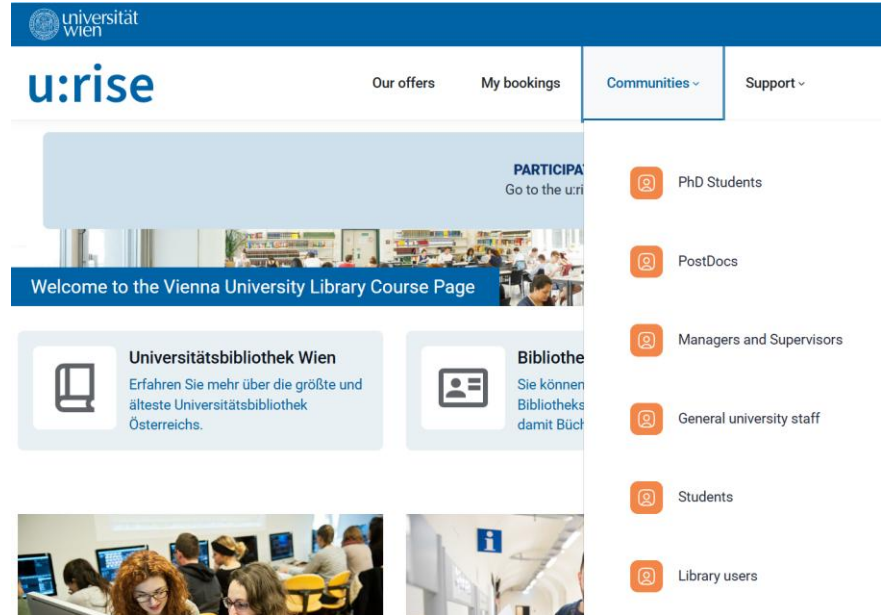 universität
wien
u:rise
Our offers
My bookings
Communities
Support
PARTICIPA
Go to the u:ri
Welcome to the Vienna University Library Course Page
Universitätsbibliothek Wien
Erfahren Sie mehr über die größte und
älteste Universitätsbibliothek
Österreichs.
Bibliothe
Sie können
Bibliotheks
damit Büch
PhD Students
PostDocs
Managers and Supervisors
General university staff
Students
Library users